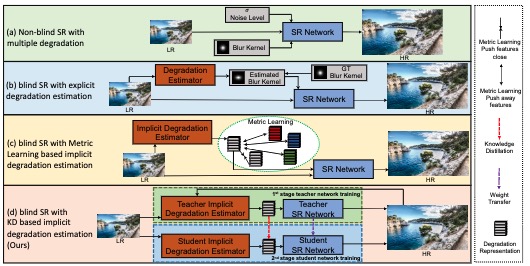 (a) Non-blind SR with
multiple degradation
LR
σ
Noise Level
Blur Kernel
SR Network
HR
(b) blind SR with explicit
degradation estimation
LR
Degradation
Estimator
Estimated
Blur Kernel
GT
Blur Kernel
SR Network
HR
(c) blind SR with Metric
Learning based implicit
degradation estimation
LR
Implicit Degradation
Estimator
Metric Learning
SR Network
HR
(d) blind SR with
KD based implicit
degradation estimation
(Ours)
LR
1st stage teacher network training
Teacher Implicit
Degradation Estimator
Teacher
SR Network
Student Implicit
Degradation Estimator
Student
SR Network
2nd stage student network training
HR
Metric Learning
Push features
close
Metric Learning
Push away
features
Knowledge
Distillation
Weight
Transfer
Degradation
Representation